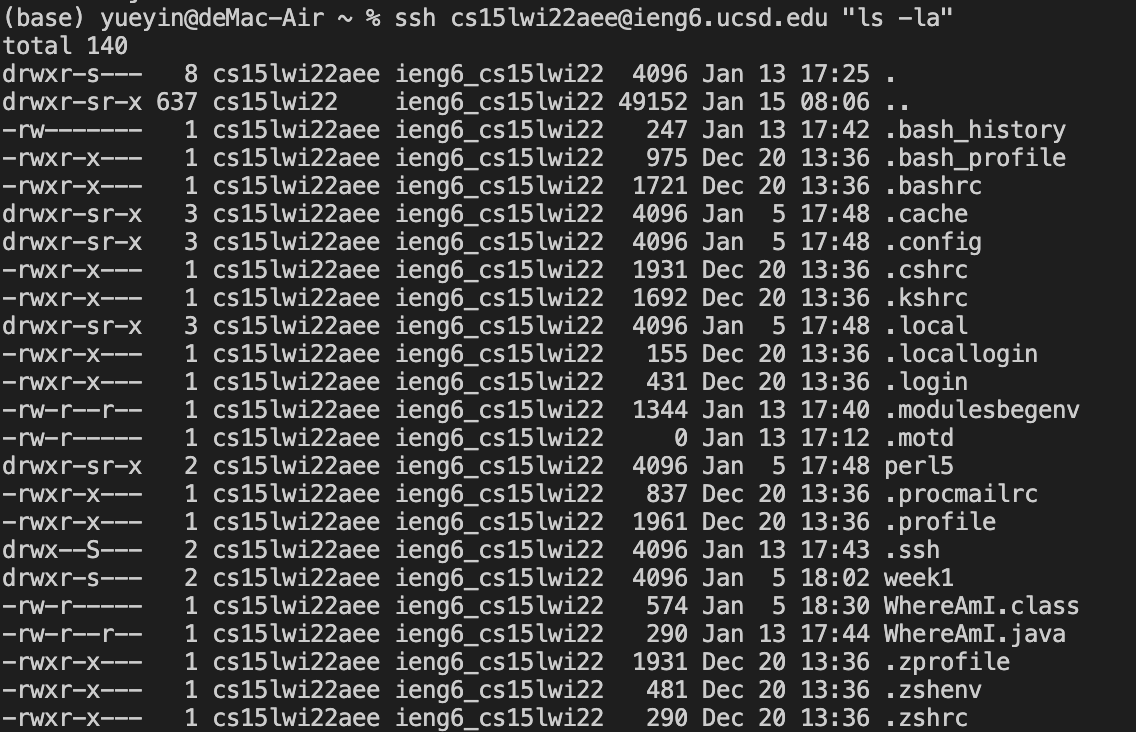 (base) yueyin@deMac-Air ~ % ssh cs15lwi22aee@ieng6.ucsd.edu "ls -la"
total 140
drwxr-s---   8 cs15lwi22aee ieng6_cs15lwi22  4096 Jan 13 17:25 .
drwxr-sr-x 637 cs15lwi22    ieng6_cs15lwi22 49152 Jan 15 08:06 ..
-rw-------   1 cs15lwi22aee ieng6_cs15lwi22   247 Jan 13 17:42 .bash_history
-rwxr-x---   1 cs15lwi22aee ieng6_cs15lwi22   975 Dec 20 13:36 .bash_profile
-rwxr-x---   1 cs15lwi22aee ieng6_cs15lwi22  1721 Dec 20 13:36 .bashrc
drwxr-sr-x   3 cs15lwi22aee ieng6_cs15lwi22  4096 Jan  5 17:48 .cache
drwxr-sr-x   3 cs15lwi22aee ieng6_cs15lwi22  4096 Jan  5 17:48 .config
-rwxr-x---   1 cs15lwi22aee ieng6_cs15lwi22  1931 Dec 20 13:36 .cshrc
-rwxr-x---   1 cs15lwi22aee ieng6_cs15lwi22  1692 Dec 20 13:36 .kshrc
drwxr-sr-x   3 cs15lwi22aee ieng6_cs15lwi22  4096 Jan  5 17:48 .local
-rwxr-x---   1 cs15lwi22aee ieng6_cs15lwi22   155 Dec 20 13:36 .locallogin
-rwxr-x---   1 cs15lwi22aee ieng6_cs15lwi22   431 Dec 20 13:36 .login
-rw-r--r--   1 cs15lwi22aee ieng6_cs15lwi22  1344 Jan 13 17:40 .modulesbegenv
-rw-r-----   1 cs15lwi22aee ieng6_cs15lwi22     0 Jan 13 17:12 .motd
drwxr-sr-x   2 cs15lwi22aee ieng6_cs15lwi22  4096 Jan  5 17:48 perl5
-rwxr-x---   1 cs15lwi22aee ieng6_cs15lwi22   837 Dec 20 13:36 .procmailrc
-rwxr-x---   1 cs15lwi22aee ieng6_cs15lwi22  1961 Dec 20 13:36 .profile
drwx--S---   2 cs15lwi22aee ieng6_cs15lwi22  4096 Jan 13 17:43 .ssh
drwxr-s---   2 cs15lwi22aee ieng6_cs15lwi22  4096 Jan  5 18:02 week1
-rw-r-----   1 cs15lwi22aee ieng6_cs15lwi22   574 Jan  5 18:30 WhereAmI.class
-rw-r--r--   1 cs15lwi22aee ieng6_cs15lwi22   290 Jan 13 17:44 WhereAmI.java
-rwxr-x---   1 cs15lwi22aee ieng6_cs15lwi22  1931 Dec 20 13:36 .zprofile
-rwxr-x---   1 cs15lwi22aee ieng6_cs15lwi22   481 Dec 20 13:36 .zshenv
-rwxr-x---   1 cs15lwi22aee ieng6_cs15lwi22   290 Dec 20 13:36 .zshrc